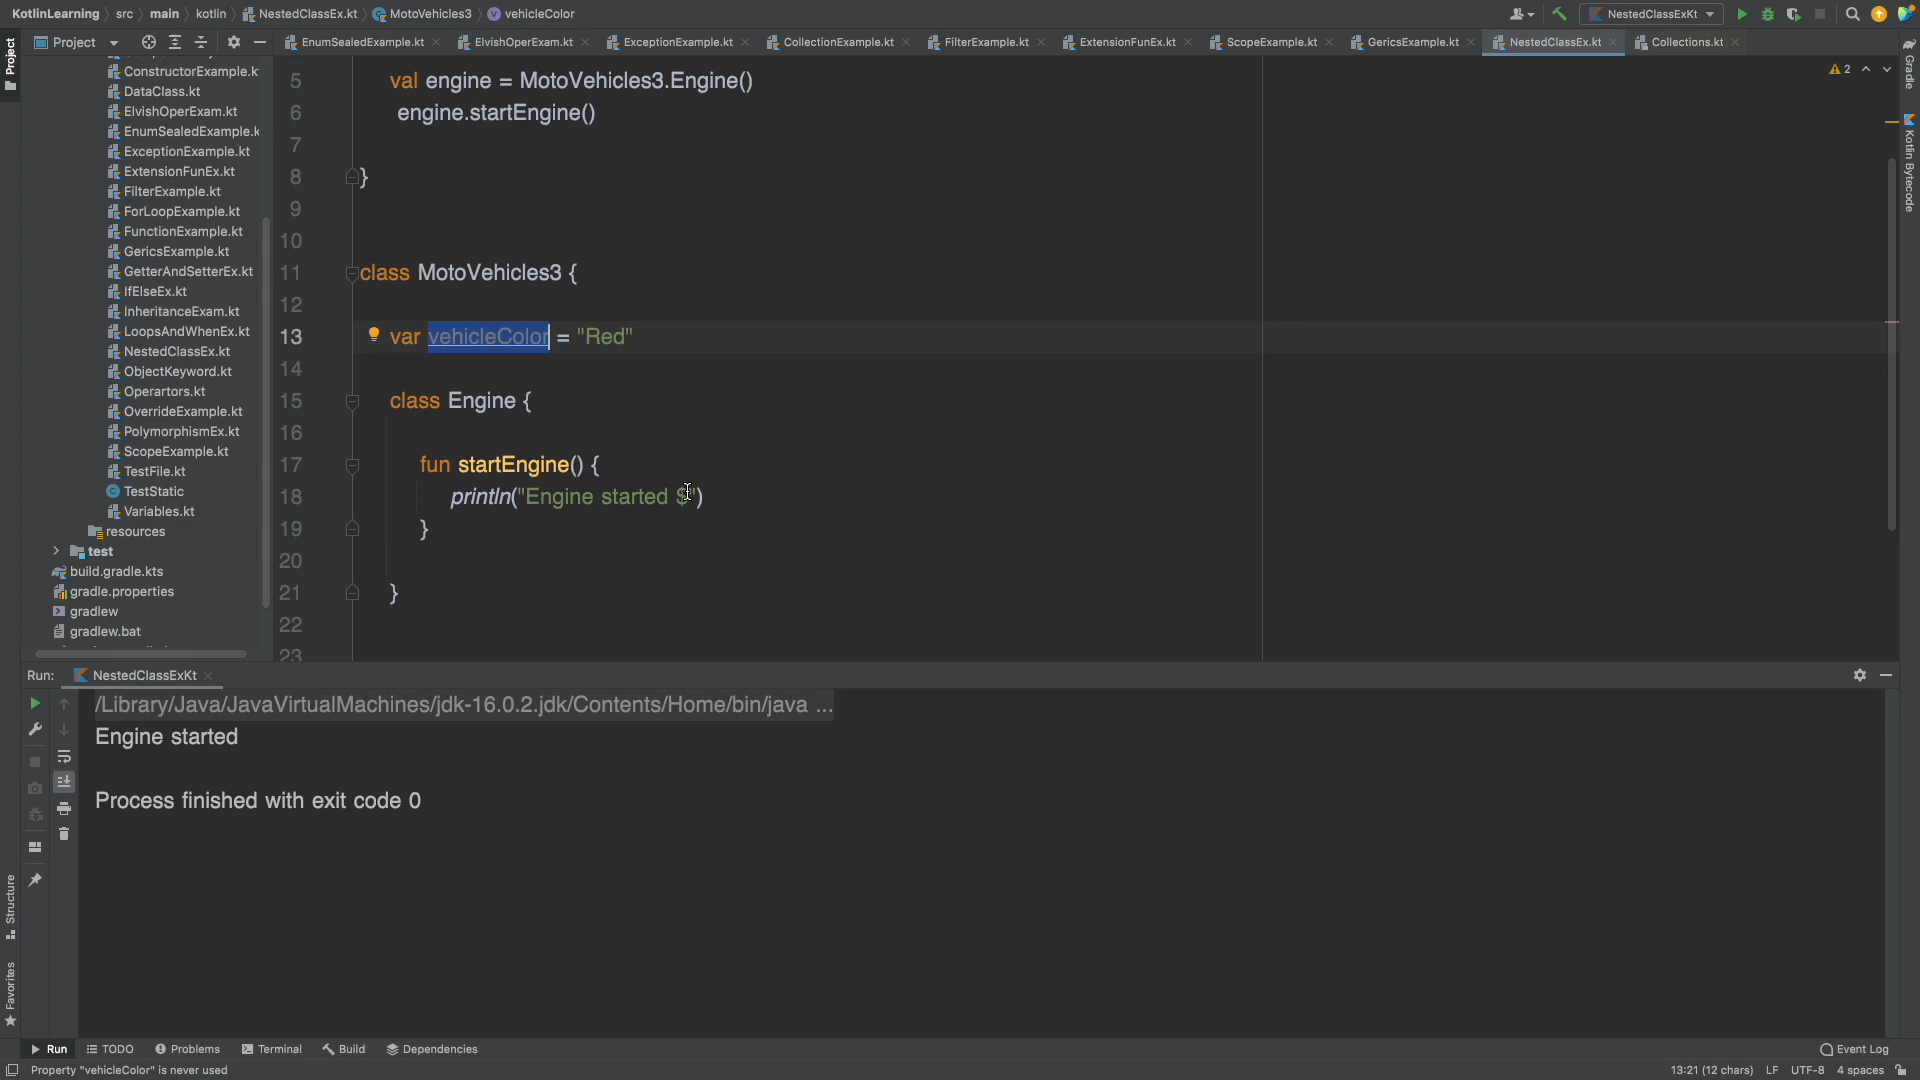 KotlinLearning src main kotlin NestedClassEx.kt MotoVehicles3 vehicleColor
NestedClassExKt
Project
EnumSealedExample.kt ElvishOperExam.kt ExceptionExample.kt CollectionExample.kt FilterExample.kt ExtensionFunEx.kt ScopeExample.kt GericsExample.kt NestedClassEx.kt Collections.kt
Project
Gradle
Kotlin Bytecode
Structure
Favorites
ConstructorExample.k
DataClass.kt
ElvishOperExam.kt
EnumSealedExample.k
ExceptionExample.kt
ExtensionFunEx.kt
FilterExample.kt
ForLoopExample.kt
FunctionExample.kt
GericsExample.kt
GetterAndSetterEx.kt
IfElseEx.kt
InheritanceExam.kt
LoopsAndWhenEx.kt
NestedClassEx.kt
ObjectKeyword.kt
Operartors.kt
OverrideExample.kt
PolymorphismEx.kt
ScopeExample.kt
TestFile.kt
TestStatic
Variables.kt
resources
test
build.gradle.kts
gradle.properties
gradlew
gradlew.bat
2
5 val engine = MotoVehicles3.Engine()
6 engine.startEngine()
7
8 }
9
10
11 class MotoVehicles3 {
12
13 var vehicleColor = "Red"
14
15 class Engine {
16
17 fun startEngine() {
18 println("Engine started $")
19 }
20
21 }
22
23
Run: NestedClassExKt
/Library/Java/JavaVirtualMachines/jdk-16.0.2.jdk/Contents/Home/bin/java ...
Engine started
Process finished with exit code 0
Run TODO Problems Terminal Build Dependencies Event Log
Property "vehicleColor" is never used 13:21 (12 chars) LF UTF-8 4 spaces